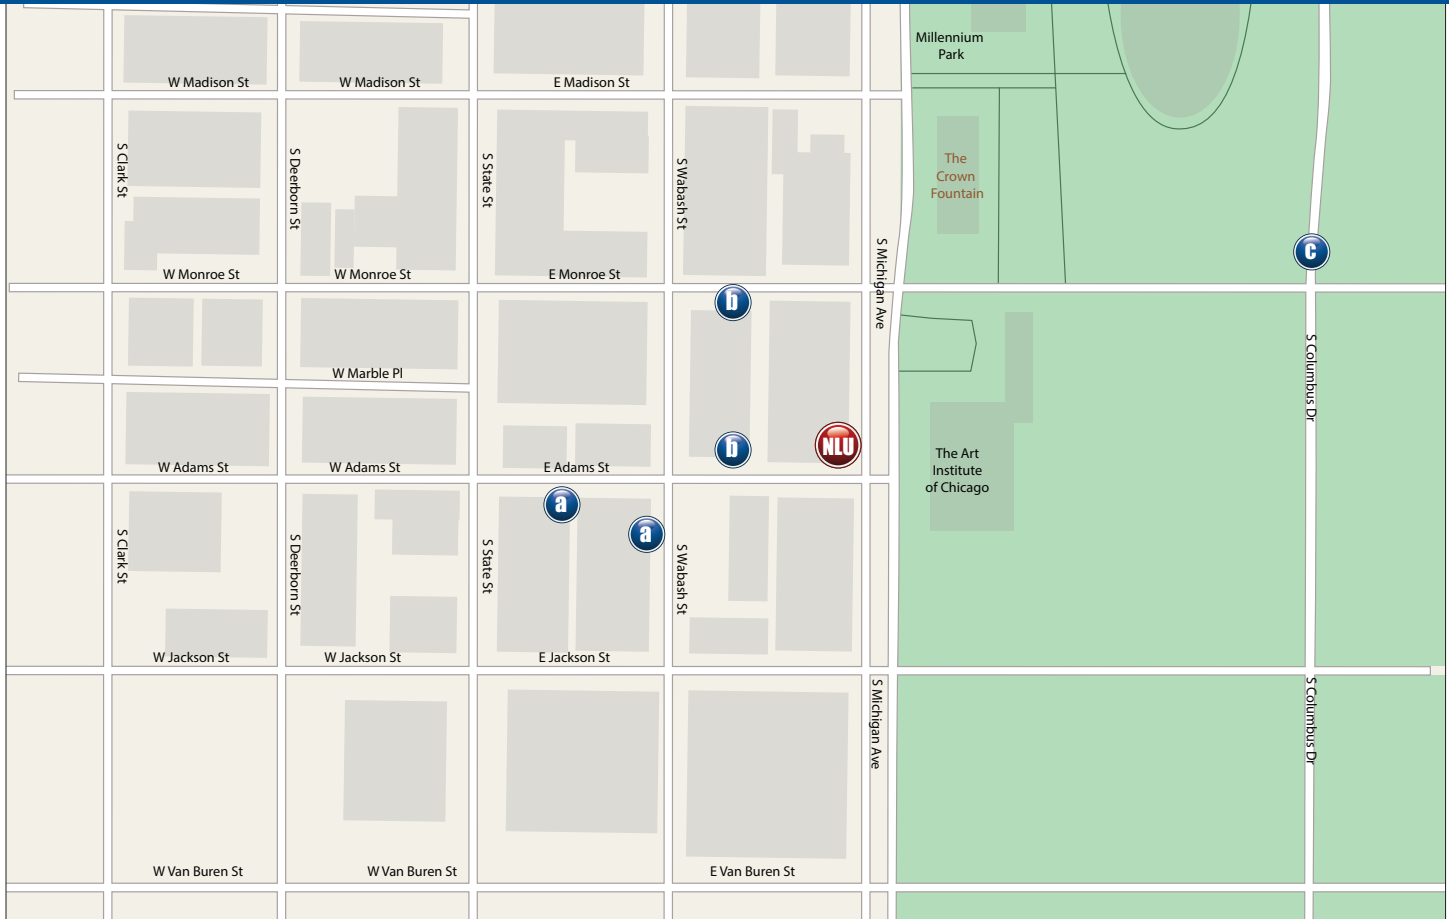 Millennium
Park
W Madison St
W Madison St
E Madison St
S Clark St
S Deerborn St
S State St
S Wabash St
The
Crown
Fountain
S Michigan Ave
C
W Monroe St
W Monroe St
E Monroe St
b
S Columbus Dr
W Marble Pl
b
NLU
The Art
Institute
of Chicago
W Adams St
W Adams St
E Adams St
a
a
S Clark St
S Deerborn St
S State St
S Wabash St
W Jackson St
W Jackson St
E Jackson St
S Michigan Ave
S Columbus Dr
W Van Buren St
W Van Buren St
E Van Buren St